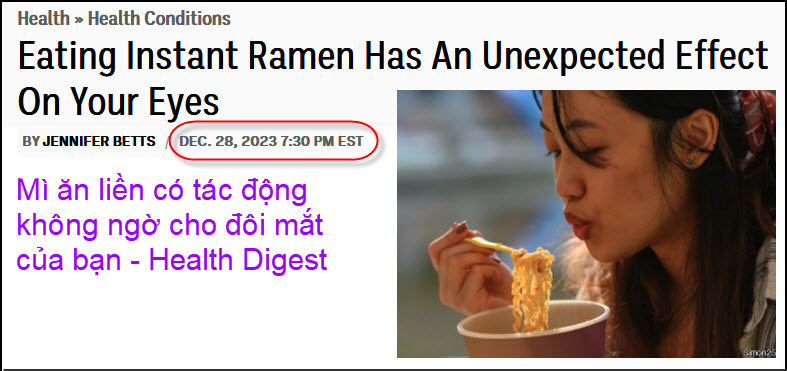 Health » Health Conditions
Eating Instant Ramen Has An Unexpected Effect
On Your Eyes
BY JENNIFER BETTS / DEC. 28, 2023 7:30 PM EST
Mì ăn liền có tác động
không ngờ cho đôi mắt
của bạn - Health Digest
Simon25